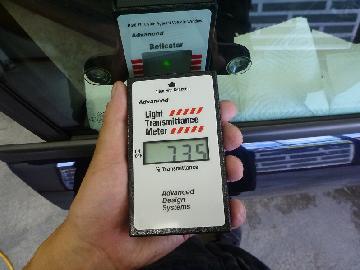 Advanced
Reflector
Advanced
Light
Transmittance
Meter
73.5
% Transmittance
Advanced
Design
Systems